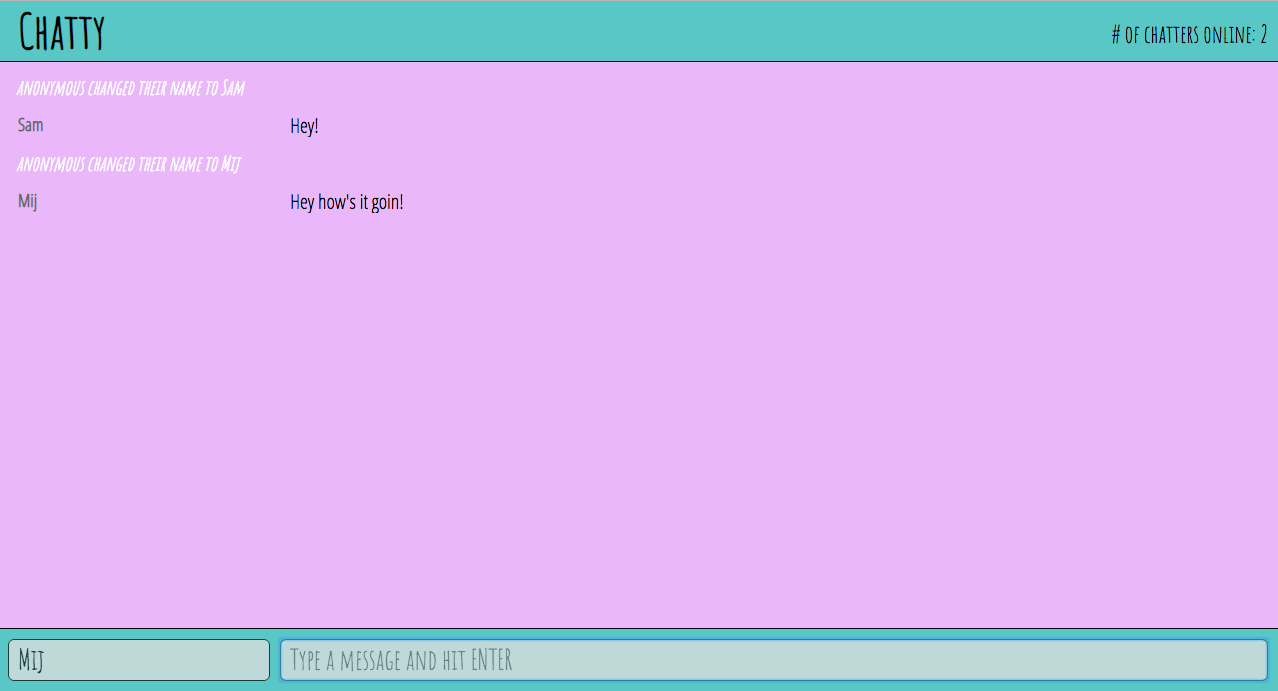 Chatty
# of chatters online: 2
anonymous changed their name to Sam
Sam Hey!
anonymous changed their name to Mij
Mij Hey how's it goin!
Mij Type a message and hit ENTER